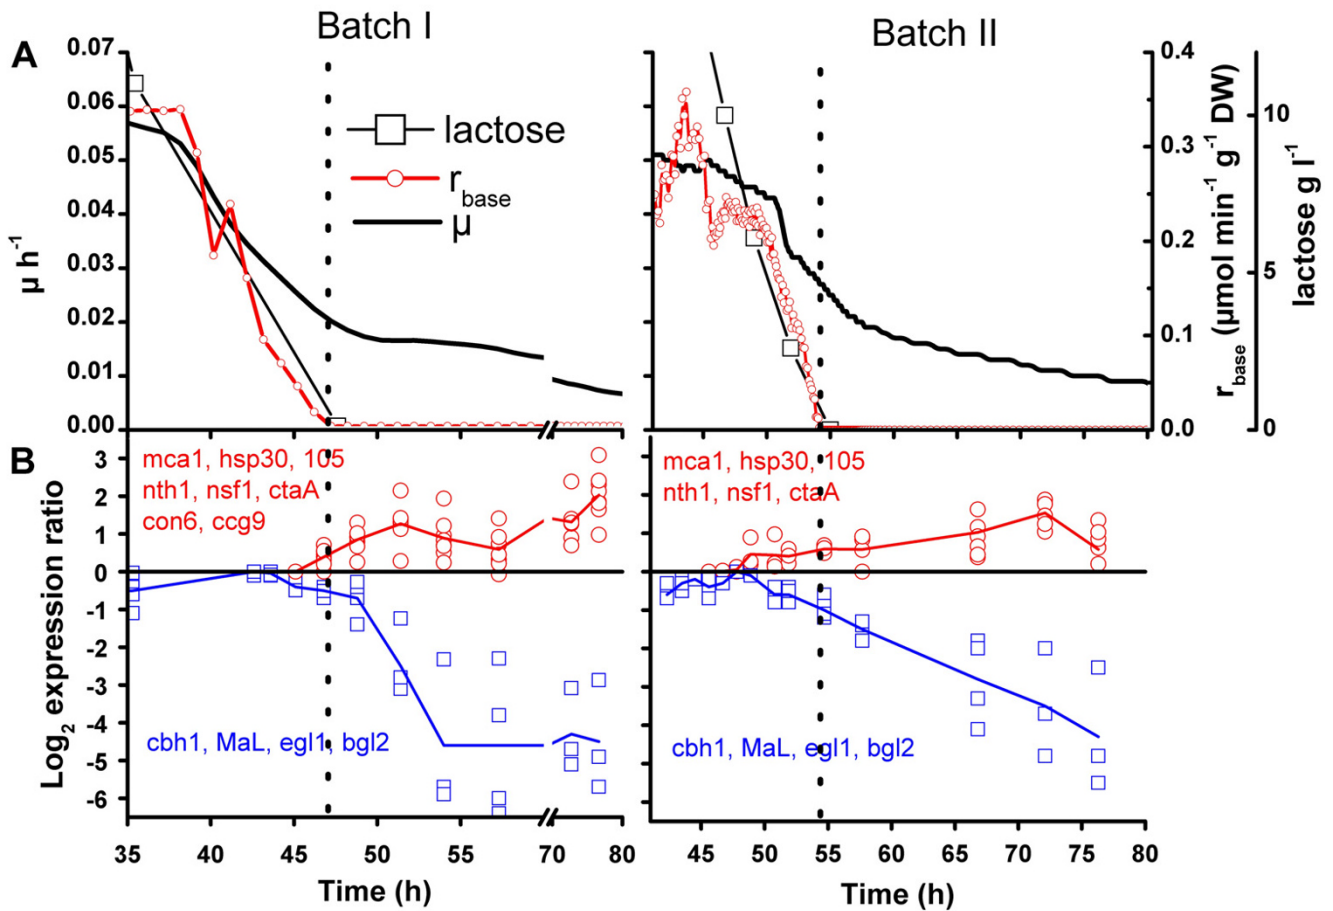 Batch I
Batch II
A
0.07
0.06
0.05
0.04
0.03
0.02
0.01
0.00
μ h⁻¹
lactose
r_base
μ
0.4
0.3
0.2
0.1
0.0
r_base (μmol min⁻¹ g⁻¹ DW)
10
5
0
lactose g l⁻¹
B
3
2
1
0
-1
-2
-3
-4
-5
-6
Log₂ expression ratio
mca1, hsp30, 105
nth1, nsf1, ctaA
con6, ccg9
cbh1, MaL, egl1, bgl2
mca1, hsp30, 105
nth1, nsf1, ctaA
cbh1, MaL, egl1, bgl2
35 40 45 50 55 70 80
Time (h)
45 50 55 60 65 70 75 80
Time (h)